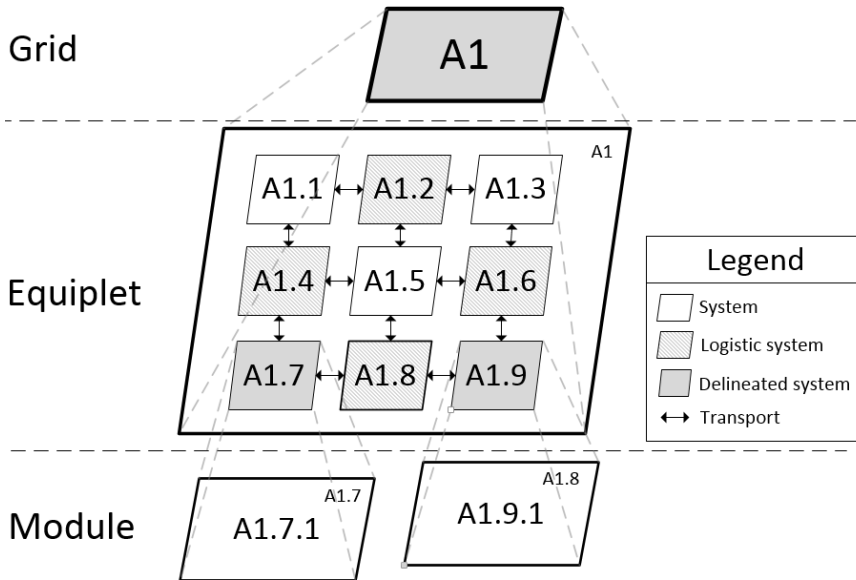 Grid
A1
A1
A1.1 A1.2 A1.3
A1.4 A1.5 A1.6
Equiplet
A1.7 A1.8 A1.9
Legend
System
Logistic system
Delineated system
Transport
Module
A1.7
A1.7.1
A1.8
A1.9.1